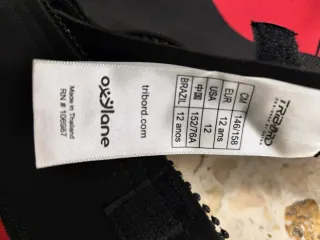 TRIBORD
CM 146/158
EUR 12 ans
USA 12
中国 152/76A
BRAZIL 12 anos
tribord.com
oxylane
Made in Thailand
RN # 106967